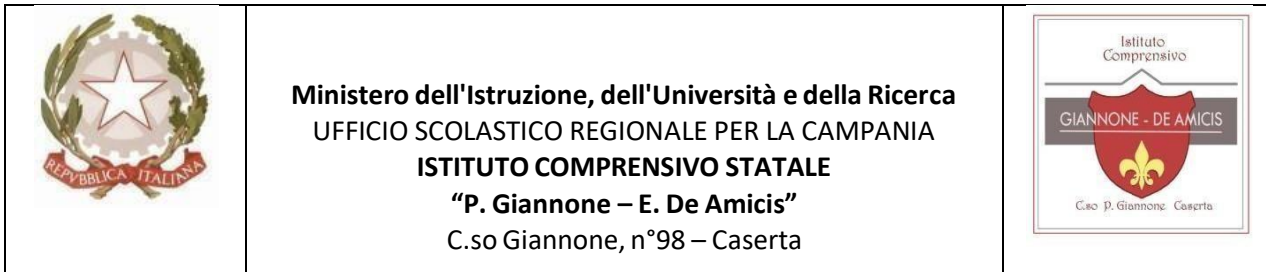 REPVBBLICA ITALIANA
Ministero dell'Istruzione, dell'Università e della Ricerca
UFFICIO SCOLASTICO REGIONALE PER LA CAMPANIA
ISTITUTO COMPRENSIVO STATALE
“P. Giannone – E. De Amicis”
C.so Giannone, n°98 – Caserta
Istituto
Comprensivo
GIANNONE - DE AMICIS
C.so P. Giannone Caserta